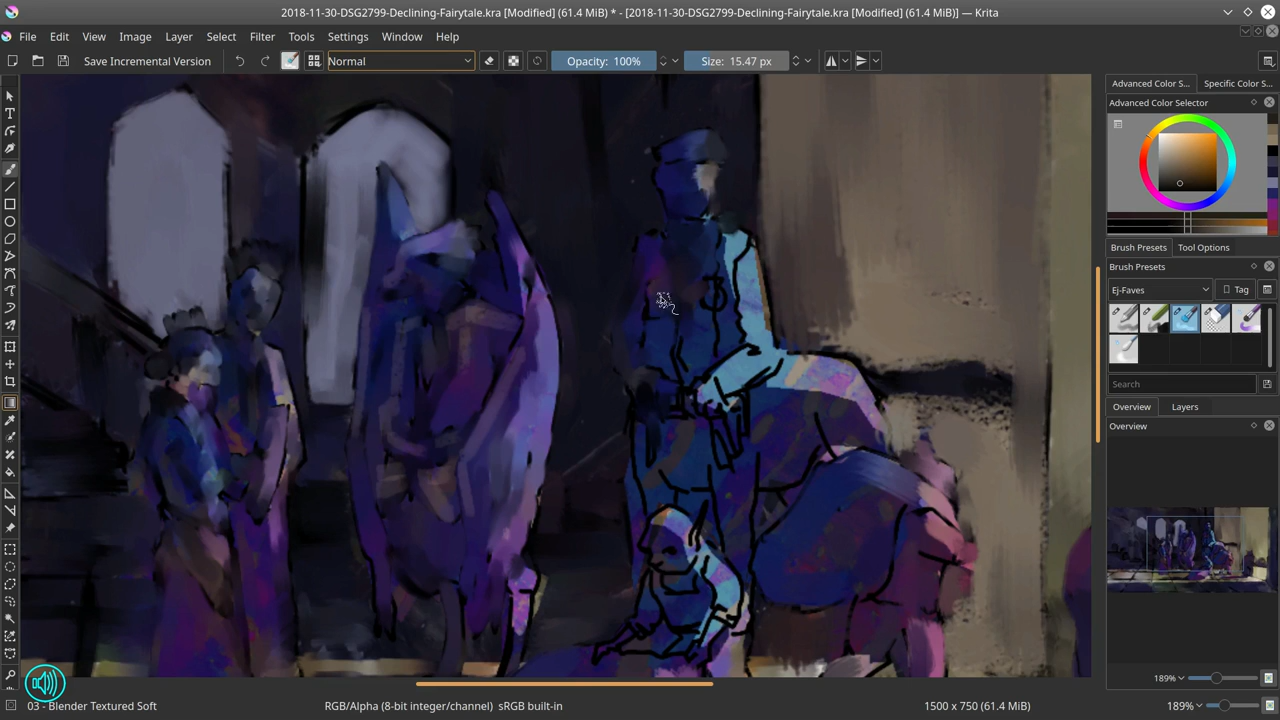 2018-11-30-DSG2799-Declining-Fairytale.kra [Modified] (61.4 MiB) * - [2018-11-30-DSG2799-Declining-Fairytale.kra [Modified] (61.4 MiB)] — Krita
File Edit View Image Layer Select Filter Tools Settings Window Help
Save Incremental Version Normal Opacity: 100% Size: 15.47 px
Advanced Color S... Specific Color S...
Advanced Color Selector
Brush Presets Tool Options
Brush Presets
Ej-Faves Tag
Search
Overview Layers
Overview
189%
03 - Blender Textured Soft RGB/Alpha (8-bit integer/channel) sRGB built-in 1500 x 750 (61.4 MiB) 189%